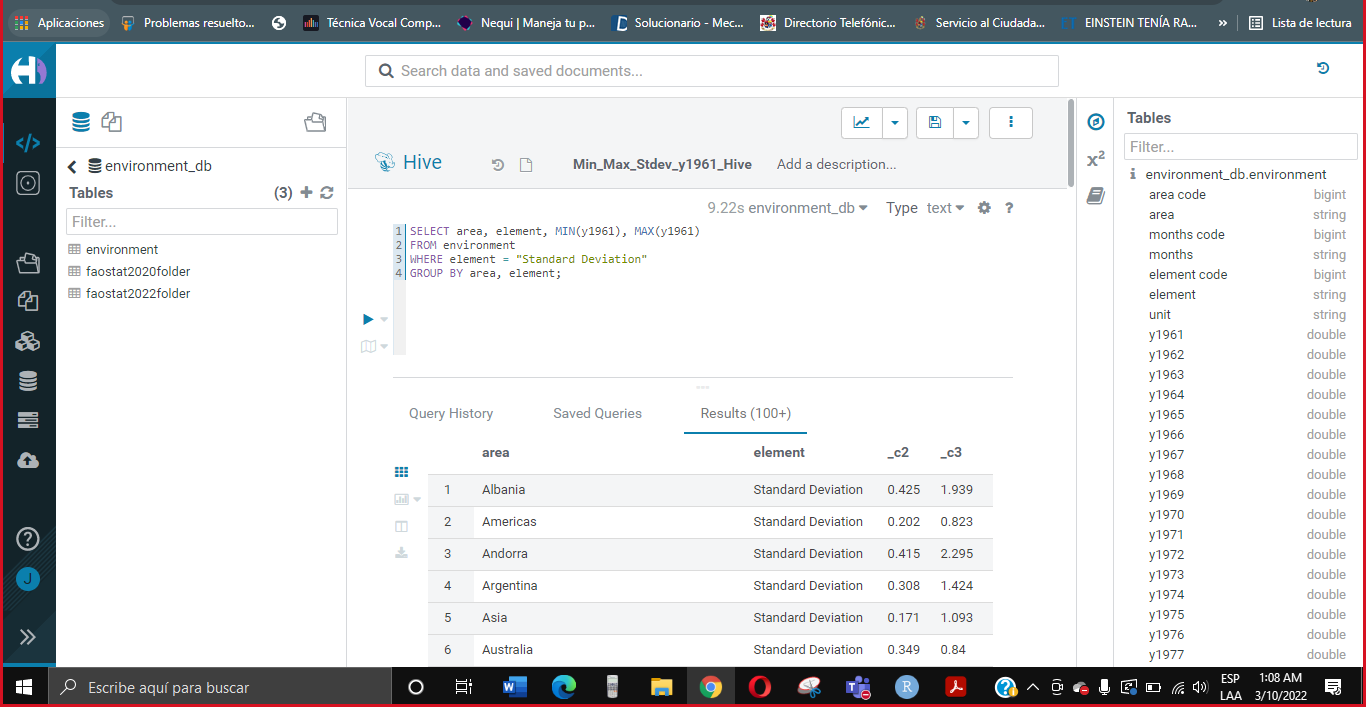 Aplicaciones
Problemas resuelto...
Técnica Vocal Comp...
Nequi | Maneja tu p...
Solucionario - Mec...
Directorio Telefónic...
Servicio al Ciudada...
EINSTEIN TENÍA RA...
»
Lista de lectura
Search data and saved documents...
environment_db
Tables
(3)
Filter...
environment
faostat2020folder
faostat2022folder
Hive
Min_Max_Stdev_y1961_Hive
Add a description...
9.22s environment_db
Type text
?
1 SELECT area, element, MIN(y1961), MAX(y1961)
2 FROM environment
3 WHERE element = "Standard Deviation"
4 GROUP BY area, element;
Query History
Saved Queries
Results (100+)
area element _c2 _c3
1 Albania Standard Deviation 0.425 1.939
2 Americas Standard Deviation 0.202 0.823
3 Andorra Standard Deviation 0.415 2.295
4 Argentina Standard Deviation 0.308 1.424
5 Asia Standard Deviation 0.171 1.093
6 Australia Standard Deviation 0.349 0.84
x²
Tables
Filter...
environment_db.environment
area code bigint
area string
months code bigint
months string
element code bigint
element string
unit string
y1961 double
y1962 double
y1963 double
y1964 double
y1965 double
y1966 double
y1967 double
y1968 double
y1969 double
y1970 double
y1971 double
y1972 double
y1973 double
y1974 double
y1975 double
y1976 double
y1977 double
J
Escribe aquí para buscar
ESP
LAA
1:08 AM
3/10/2022